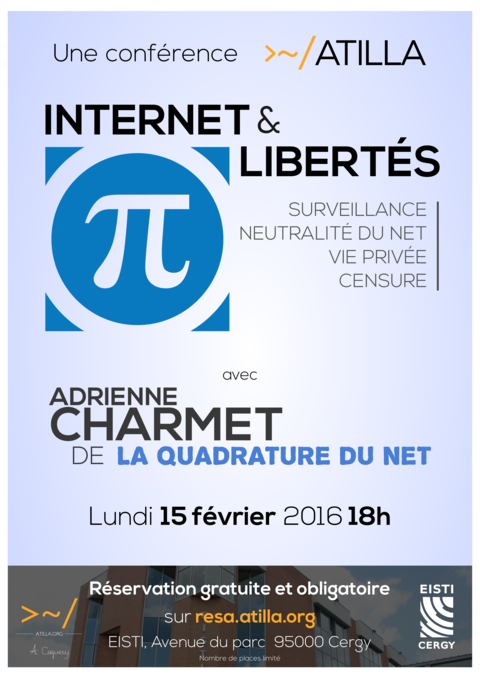 Une conférence >~/ATILLA
INTERNET &
LIBERTÉS
π
SURVEILLANCE
NEUTRALITÉ DU NET
VIE PRIVÉE
CENSURE
avec
ADRIENNE
CHARMET
DE LA QUADRATURE DU NET
Lundi 15 février 2016 18h
Réservation gratuite et obligatoire
sur resa.atilla.org
EISTI, Avenue du parc 95000 Cergy
Nombre de places limité
>~/
ATILLA.ORG
EISTI
CERGY